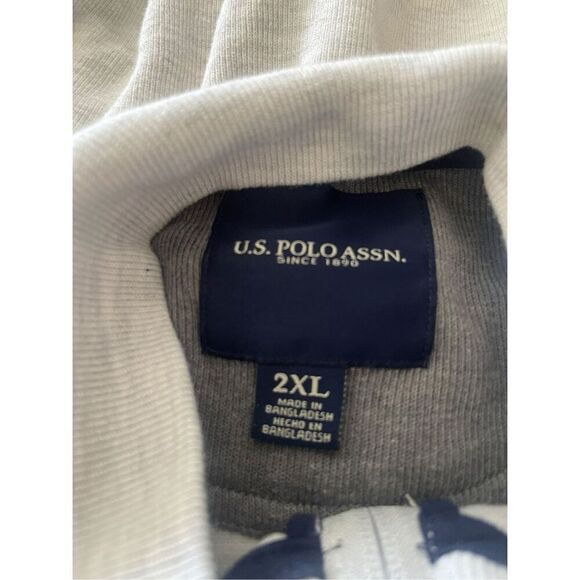 U.S. POLO ASSN.
SINCE 1890
2XL
MADE IN
BANGLADESH
HECHO EN
BANGLADESH